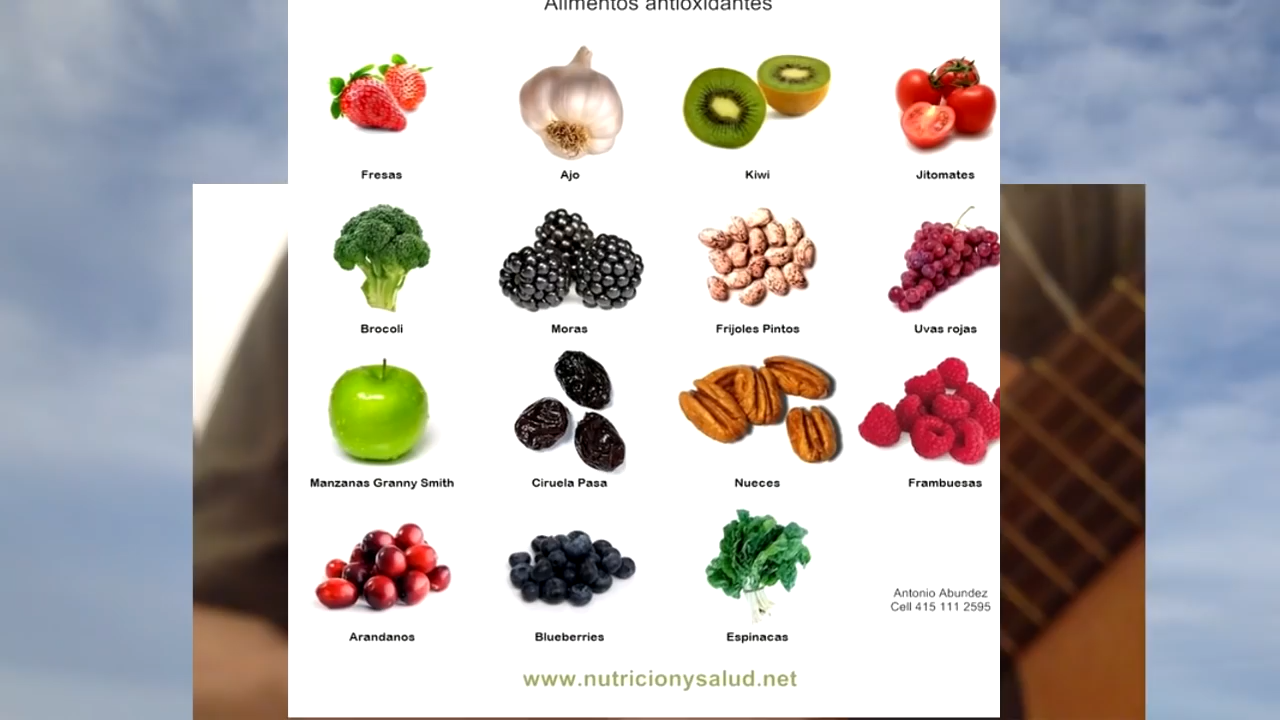 Alimentos antioxidantes
Fresas
Ajo
Kiwi
Jitomates
Brocoli
Moras
Frijoles Pintos
Uvas rojas
Manzanas Granny Smith
Ciruela Pasa
Nueces
Frambuesas
Arandanos
Blueberries
Espinacas
Antonio Abundez
Cell 415 111 2595
www.nutricionysalud.net